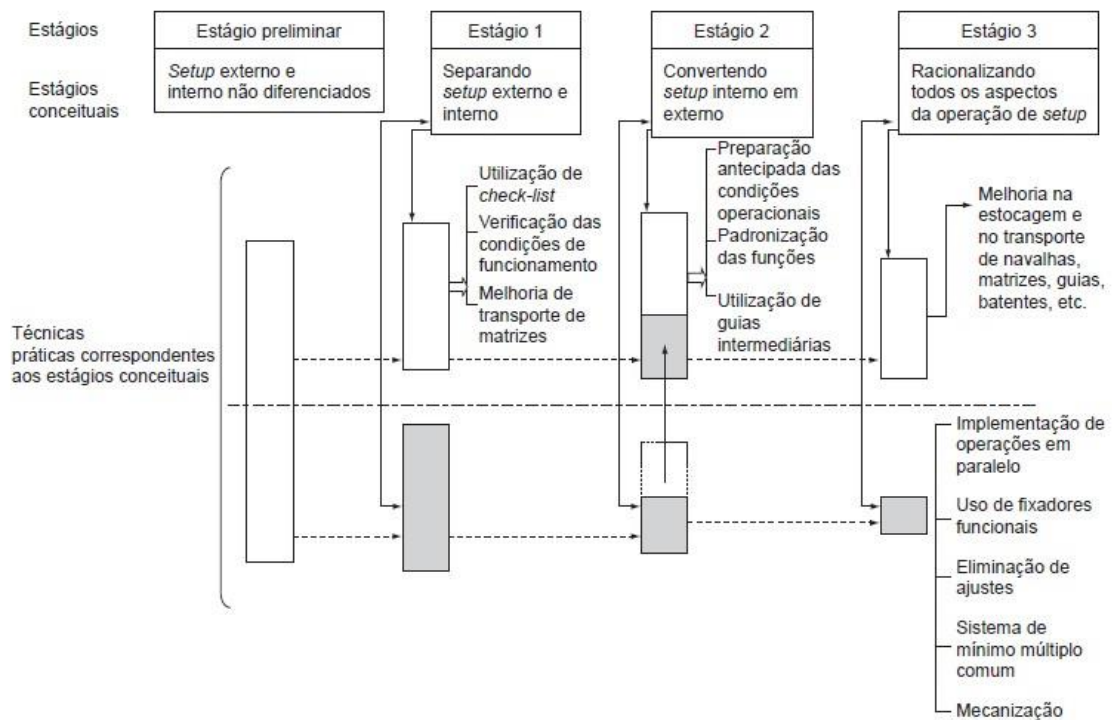 Estágios
Estágio preliminar
Estágio 1
Estágio 2
Estágio 3
Estágios
conceituais
Setup externo e
interno não diferenciados
Separando
setup externo e
interno
Convertendo
setup interno em
externo
Racionalizando
todos os aspectos
da operação de setup
Técnicas
práticas correspondentes
aos estágios conceituais
Utilização de
check-list
Verificação das
condições de
funcionamento
Melhoria de
transporte de
matrizes
Preparação
antecipada das
condições
operacionais
Padronização
das funções
Utilização de
guias
intermediárias
Melhoria na
estocagem e
no transporte
de navalhas,
matrizes, guias,
batentes, etc.
Implementação de
operações em
paralelo
Uso de fixadores
funcionais
Eliminação de
ajustes
Sistema de
mínimo múltiplo
comum
Mecanização